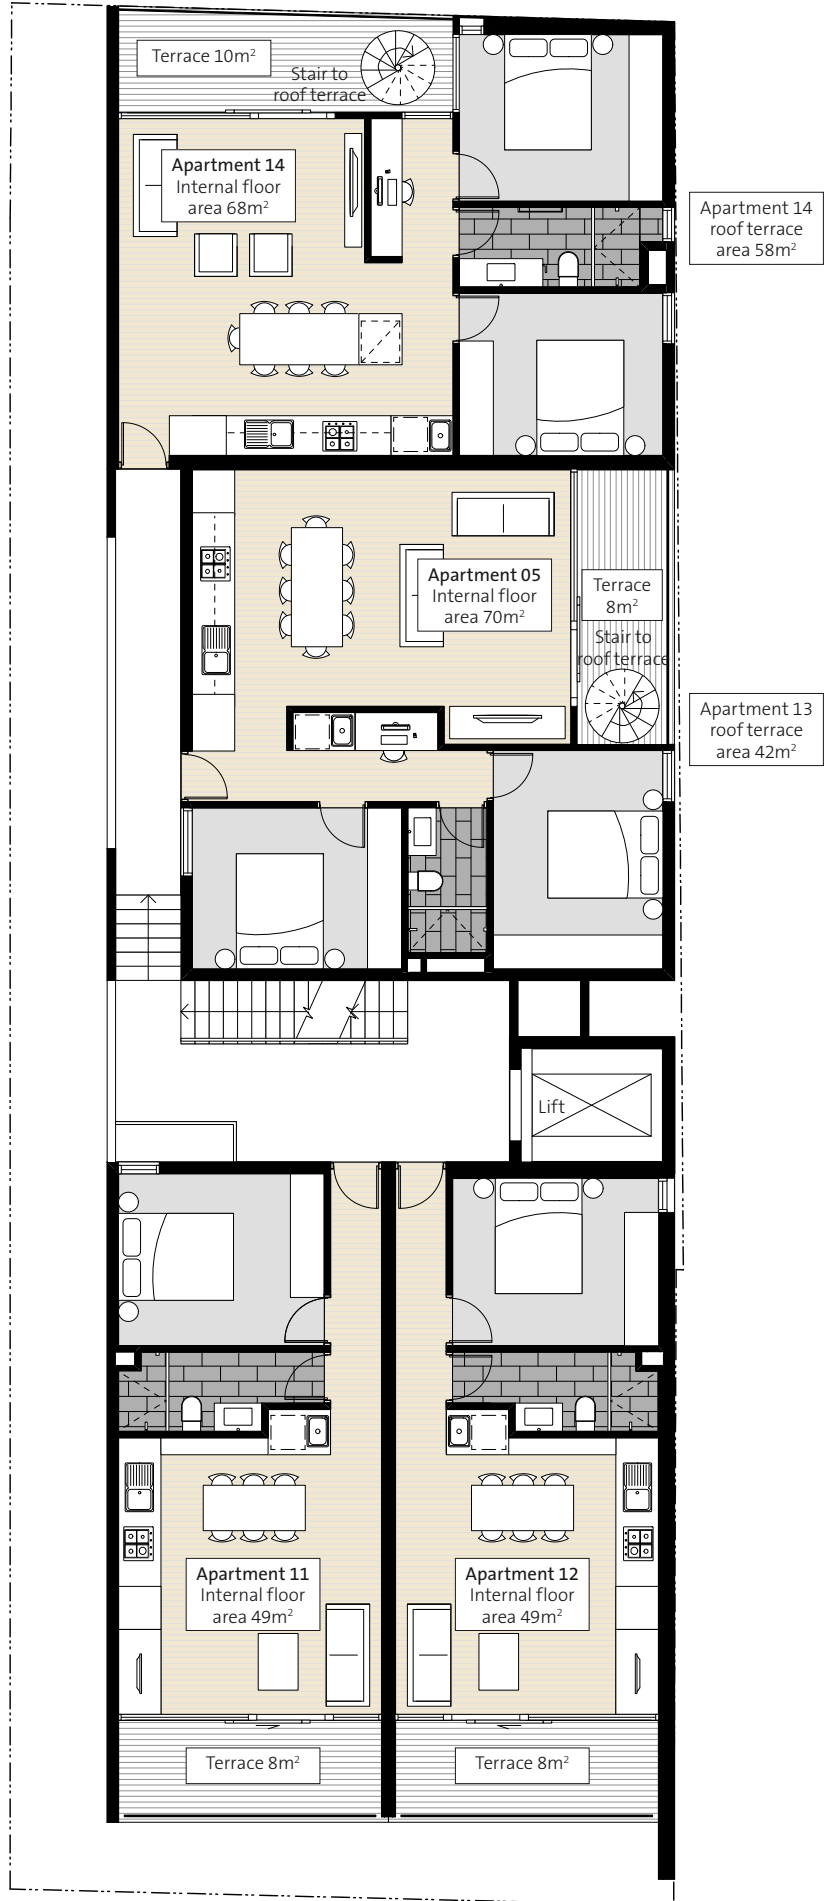 Terrace 10m²
Stair to
roof terrace
Apartment 14
Internal floor
area 68m²
Apartment 14
roof terrace
area 58m²
Apartment 05
Internal floor
area 70m²
Terrace
8m²
Stair to
roof terrace
Apartment 13
roof terrace
area 42m²
Lift
Apartment 11
Internal floor
area 49m²
Apartment 12
Internal floor
area 49m²
Terrace 8m²
Terrace 8m²